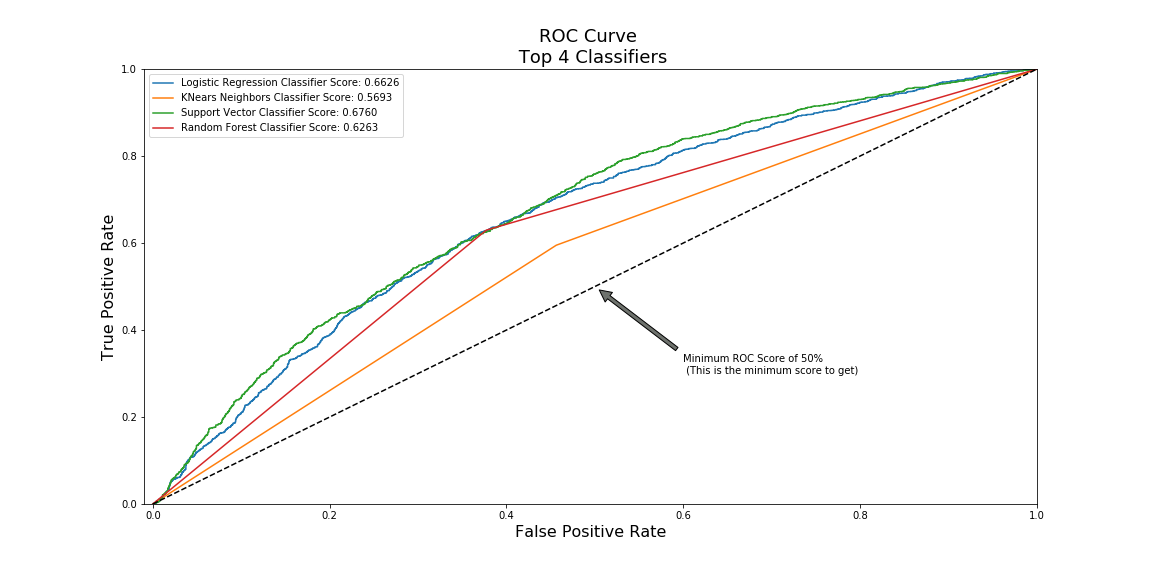 ROC Curve
Top 4 Classifiers
Logistic Regression Classifier Score: 0.6626
KNears Neighbors Classifier Score: 0.5693
Support Vector Classifier Score: 0.6760
Random Forest Classifier Score: 0.6263
True Positive Rate
1.0
0.8
0.6
0.4
0.2
0.0
Minimum ROC Score of 50%
(This is the minimum score to get)
0.0 0.2 0.4 0.6 0.8 1.0
False Positive Rate